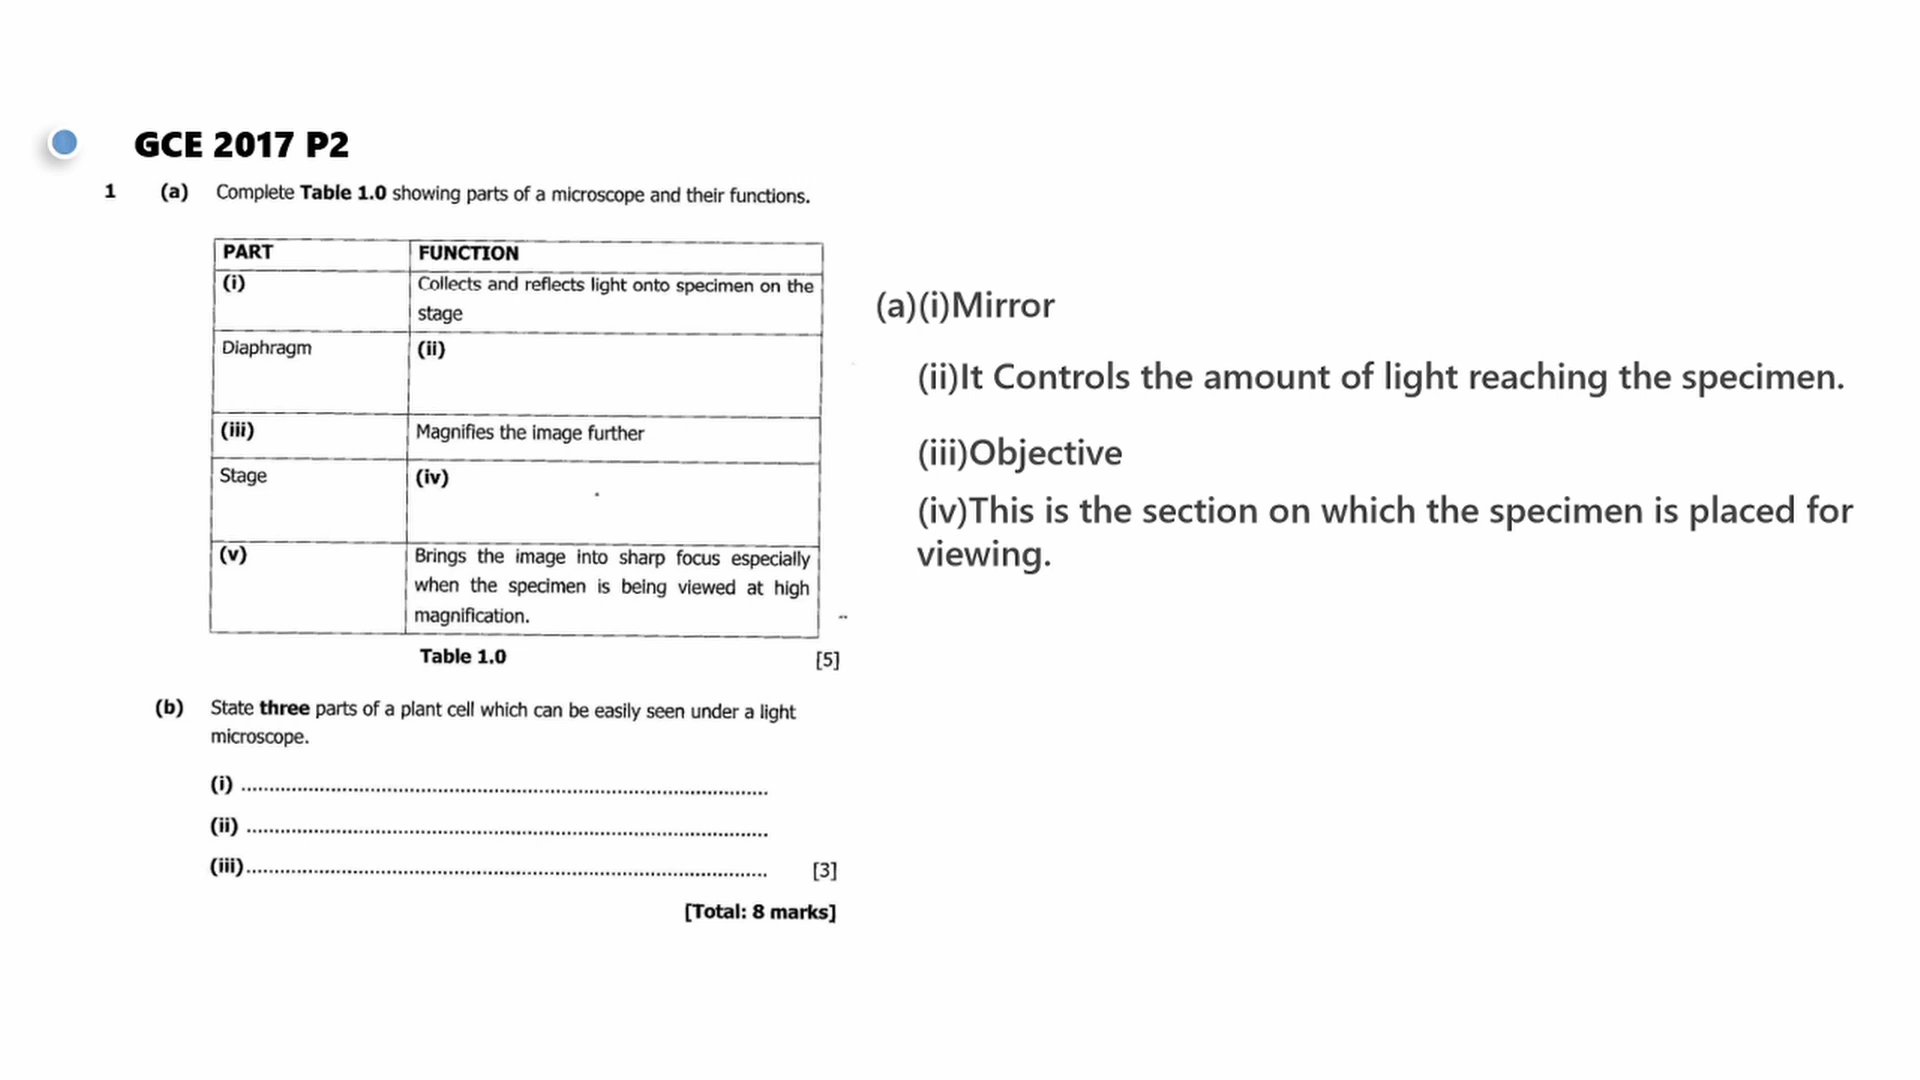 GCE 2017 P2
1 (a) Complete Table 1.0 showing parts of a microscope and their functions.
PART FUNCTION
(i) Collects and reflects light onto specimen on the
stage
Diaphragm (ii)
(iii) Magnifies the image further
Stage (iv)
(v) Brings the image into sharp focus especially
when the specimen is being viewed at high
magnification.
Table 1.0 [5]
(b) State three parts of a plant cell which can be easily seen under a light
microscope.
(i) ..........................................................................................
(ii) .........................................................................................
(iii).......................................................................................... [3]
[Total: 8 marks]
(a)(i)Mirror
(ii)It Controls the amount of light reaching the specimen.
(iii)Objective
(iv)This is the section on which the specimen is placed for
viewing.